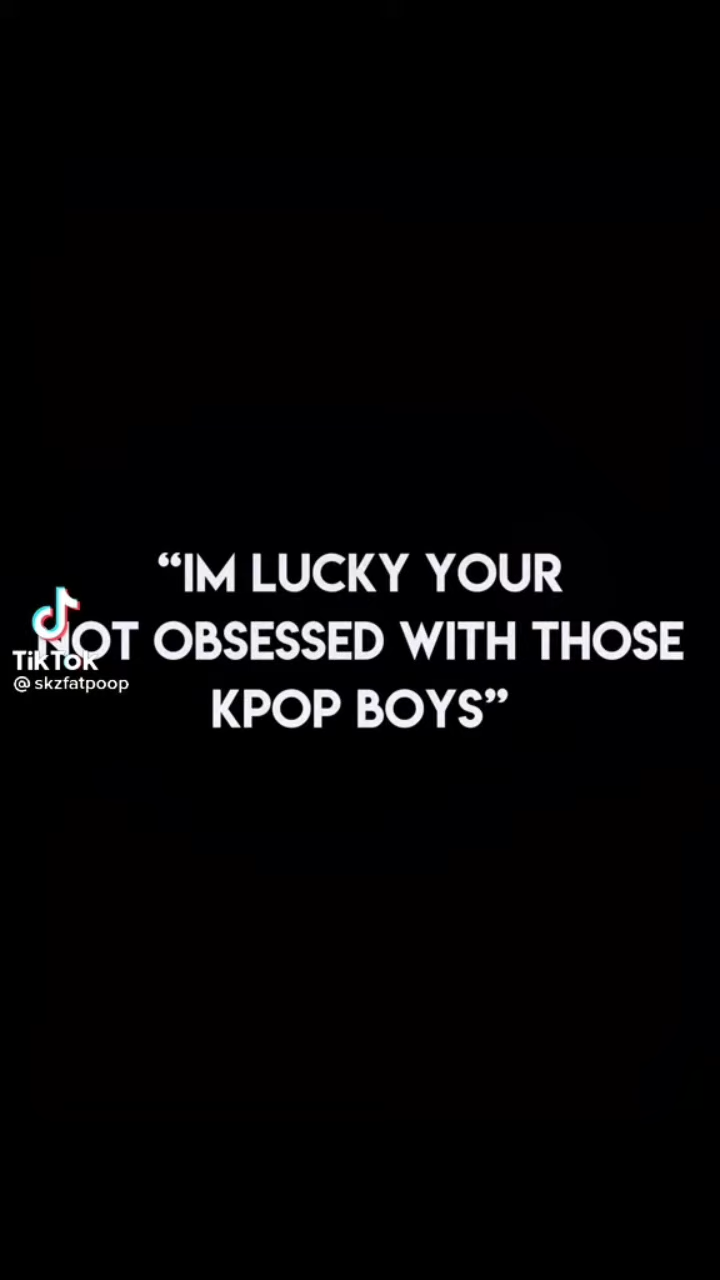 “IM LUCKY YOUR
NOT OBSESSED WITH THOSE
KPOP BOYS”
TikTok
@skzfatpoop